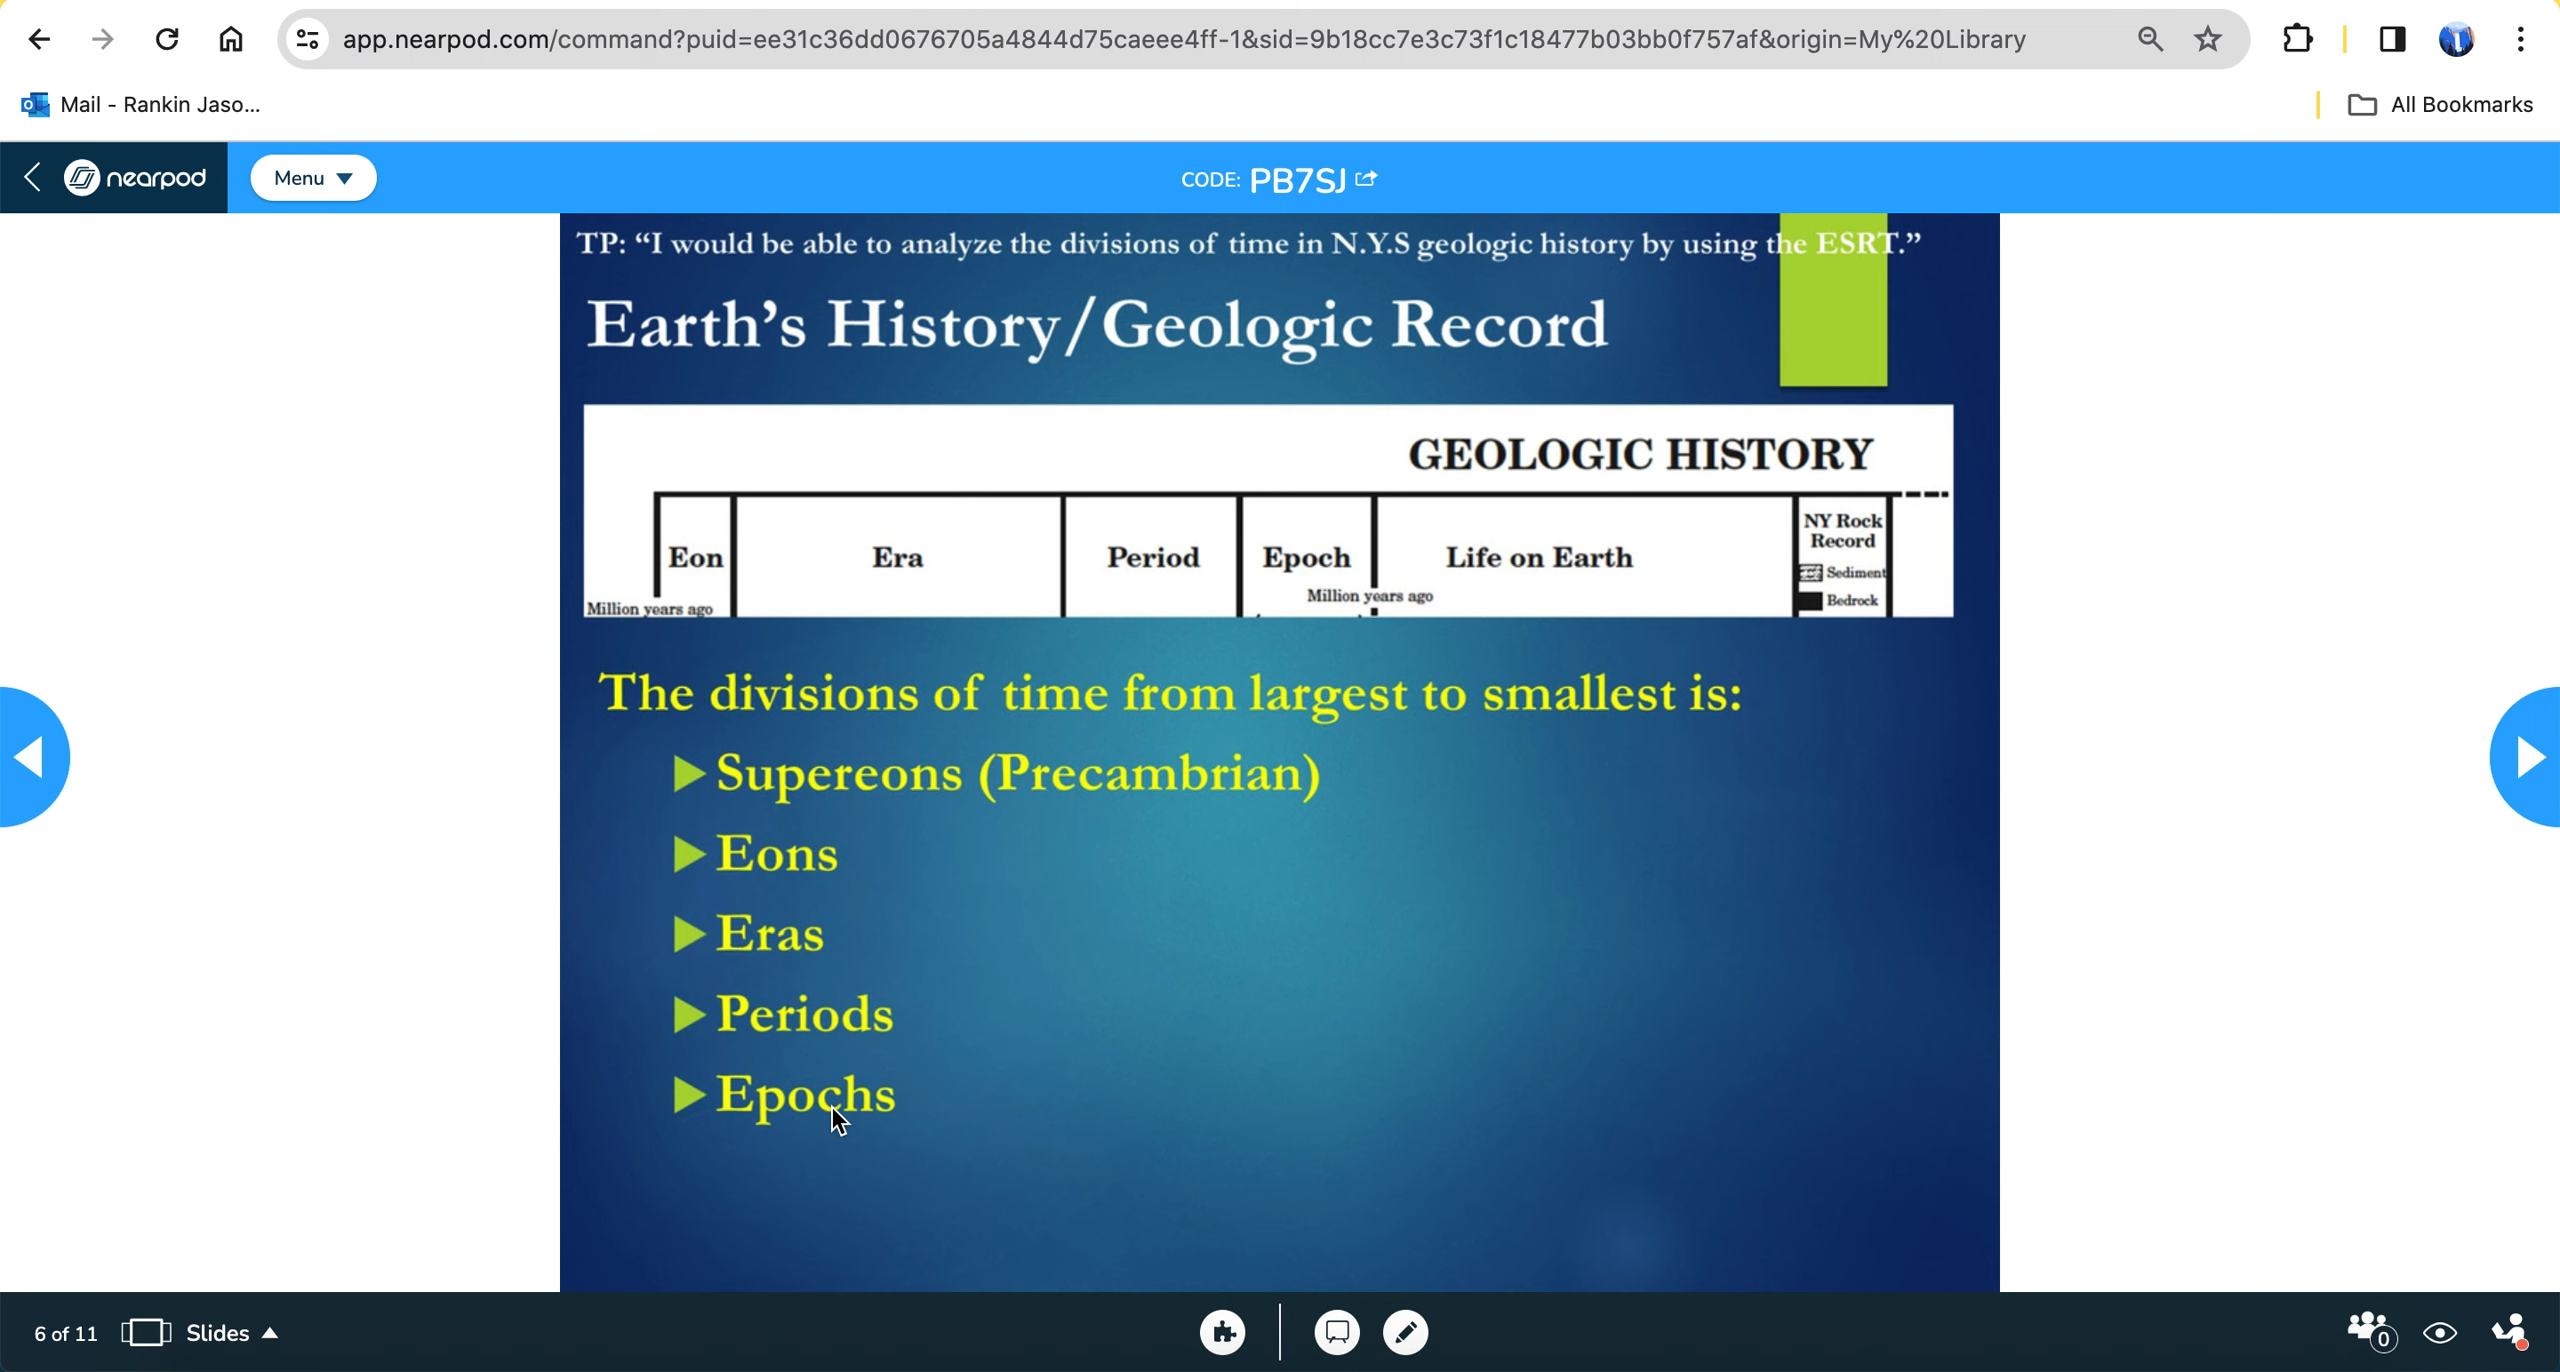 app.nearpod.com/command?puid=ee31c36dd0676705a4844d75caeee4ff-1&sid=9b18cc7e3c73f1c18477b03bb0f757af&origin=My%20Library
Mail - Rankin Jaso...
All Bookmarks
nearpod
Menu
CODE: PB7SJ
TP: “I would be able to analyze the divisions of time in N.Y.S geologic history by using the ESRT.”
Earth’s History/Geologic Record
GEOLOGIC HISTORY
Eon
Era
Period
Epoch
Life on Earth
NY Rock
Record
Sediment
Bedrock
Million years ago
Million years ago
The divisions of time from largest to smallest is:
Supereons (Precambrian)
Eons
Eras
Periods
Epochs
6 of 11
Slides
0